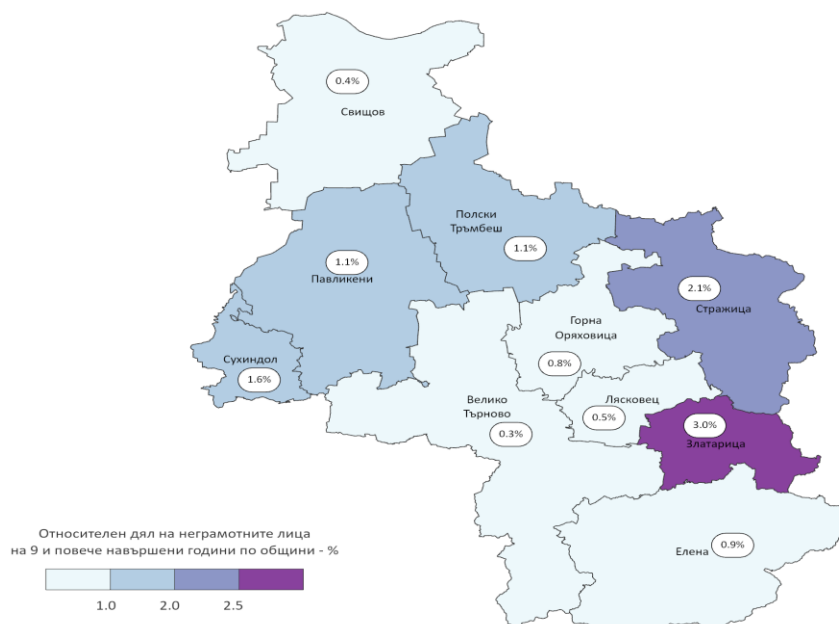 0.4%
Свищов
Полски
Тръмбеш
1.1%
1.1%
Павликени
2.1%
Стражица
Горна
Оряховица
0.8%
Сухиндол
1.6%
Велико
Търново
0.3%
Лясковец
0.5%
3.0%
Златарица
0.9%
Елена
Относителен дял на неграмотните лица
на 9 и повече навършени години по общини - %
1.0 2.0 2.5